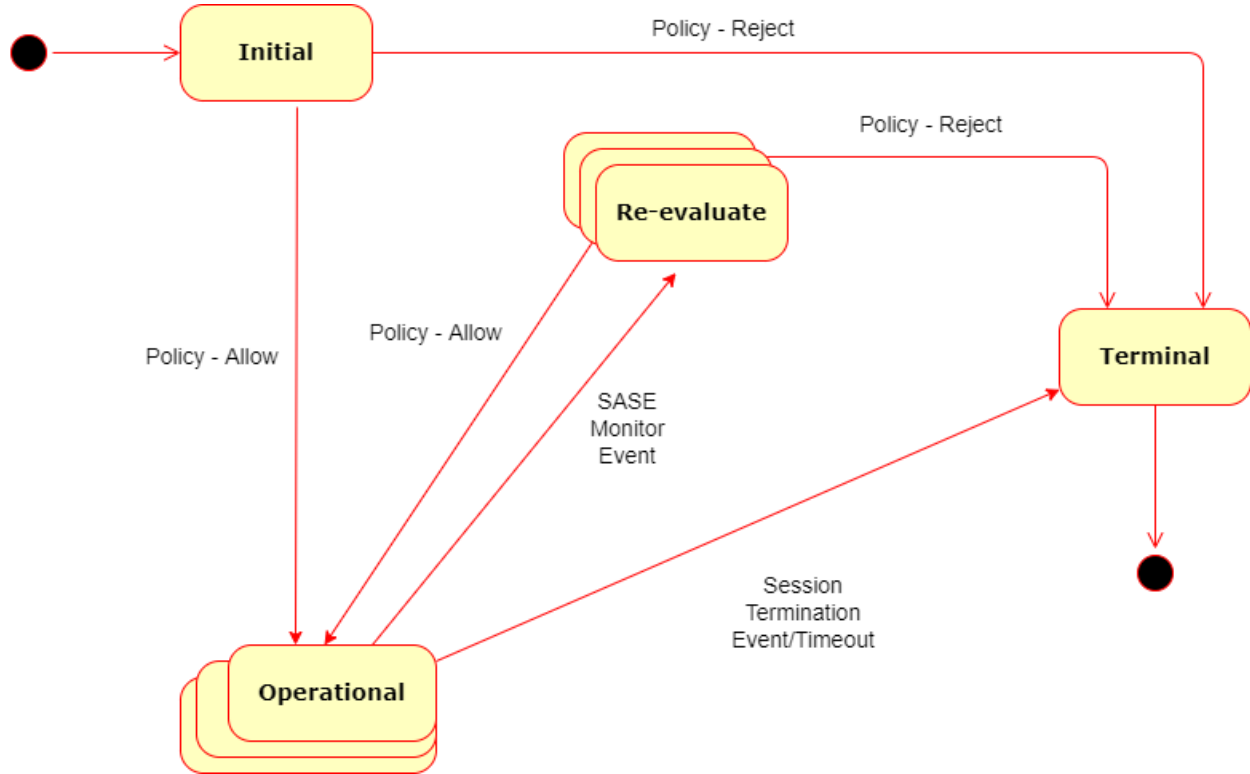 Initial
Policy - Reject
Policy - Reject
Re-evaluate
Policy - Allow
Policy - Allow
SASE
Monitor
Event
Terminal
Session
Termination
Event/Timeout
Operational